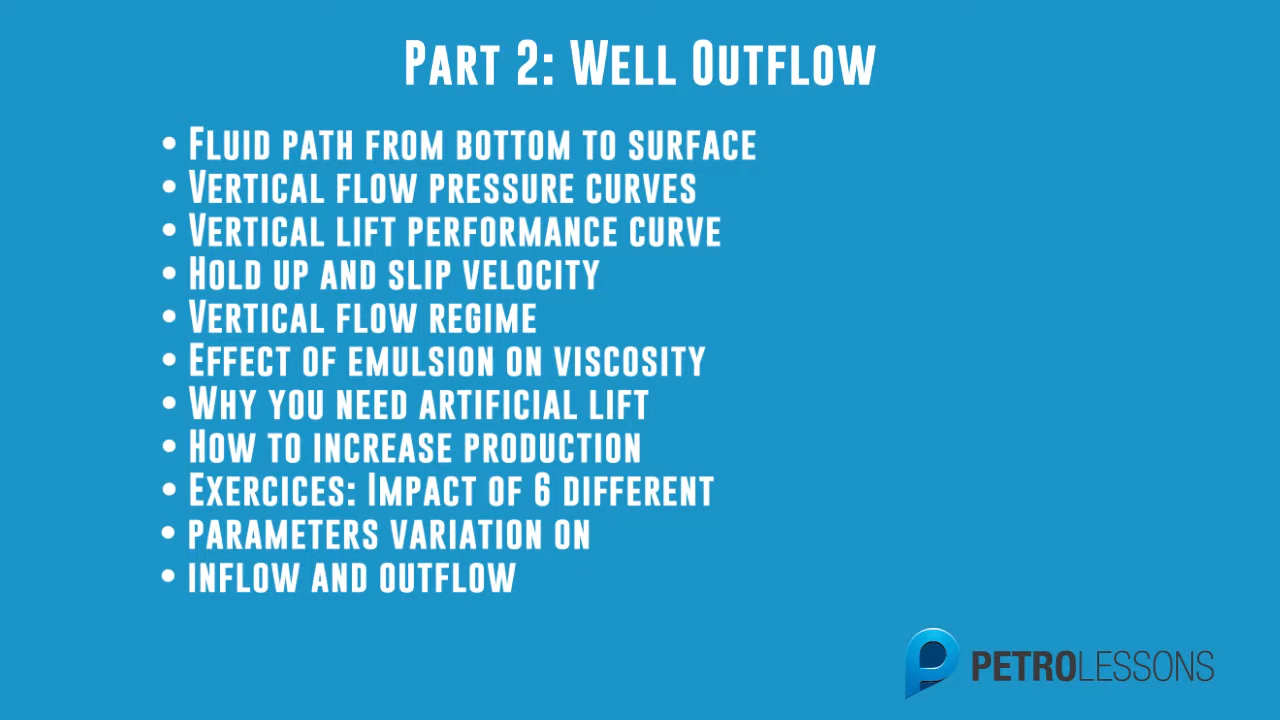 Part 2: Well Outflow
• Fluid path from bottom to surface
• Vertical flow pressure curves
• Vertical lift performance curve
• Hold up and slip velocity
• Vertical flow regime
• Effect of emulsion on viscosity
• Why you need artificial lift
• How to increase production
• Exercices: Impact of 6 different
• parameters variation on
• inflow and outflow
PETROLESSONS